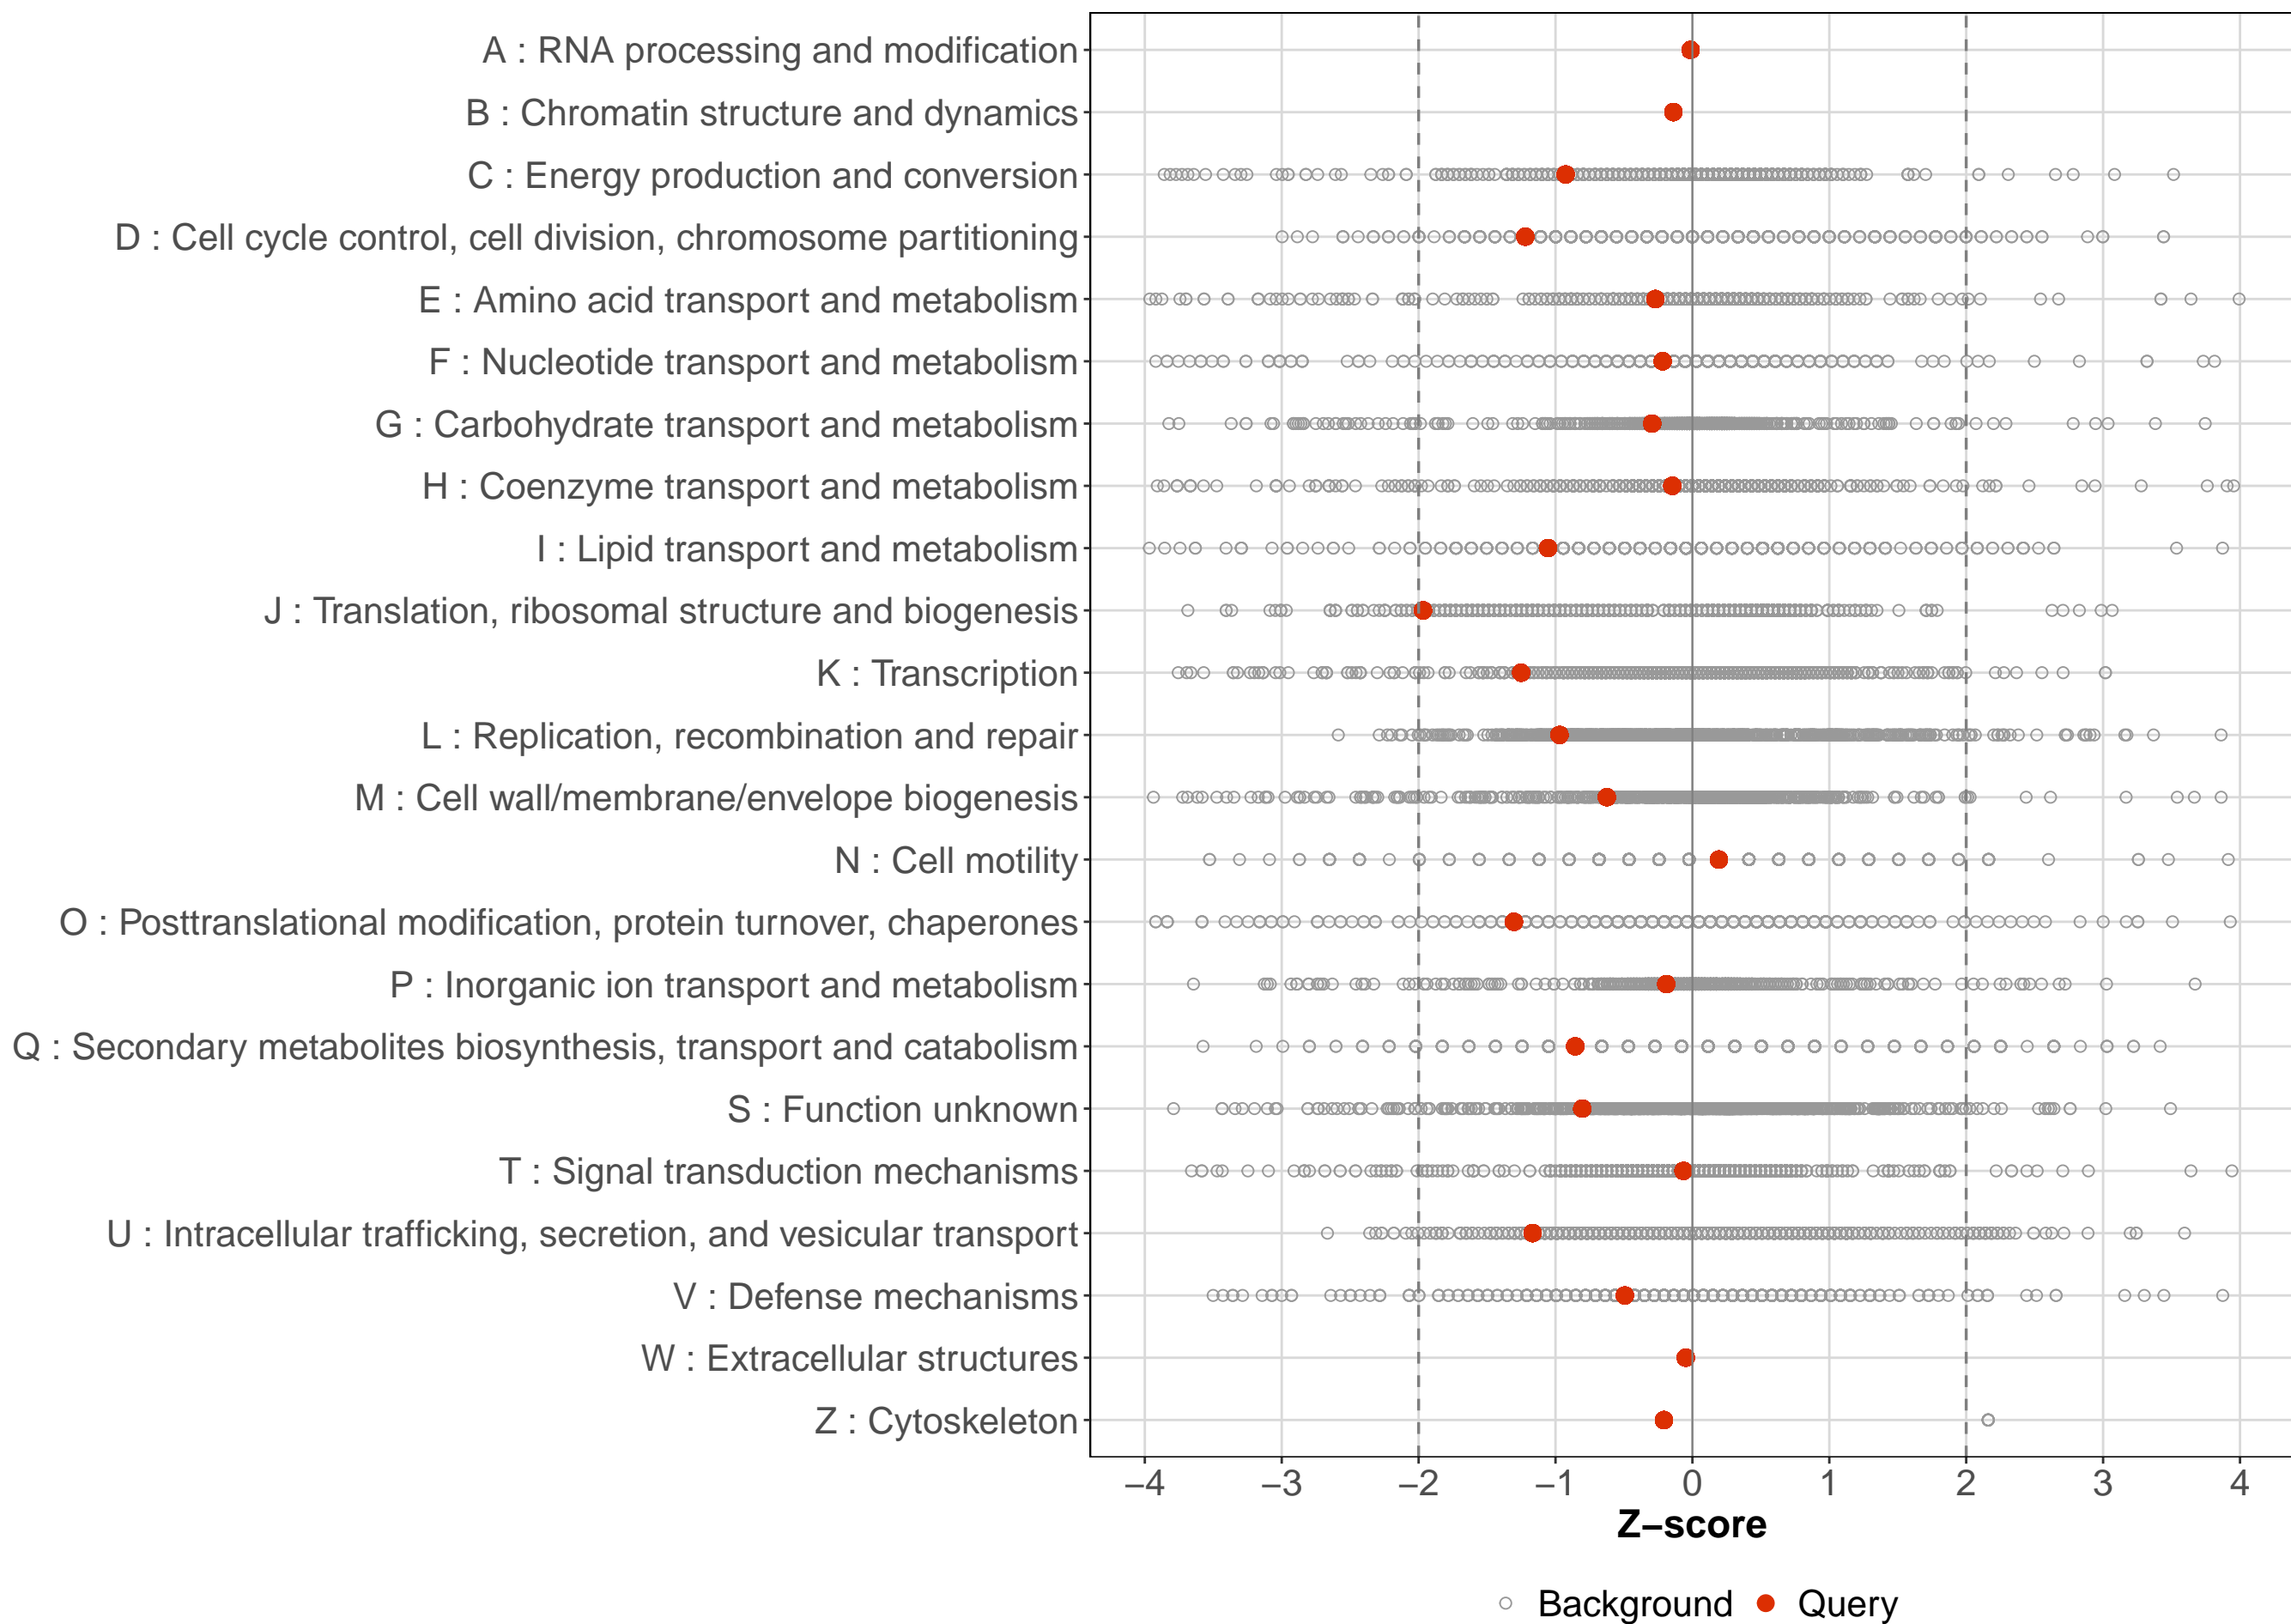 A : RNA processing and modification
B : Chromatin structure and dynamics
C : Energy production and conversion
D : Cell cycle control, cell division, chromosome partitioning
E : Amino acid transport and metabolism
F : Nucleotide transport and metabolism
G : Carbohydrate transport and metabolism
H : Coenzyme transport and metabolism
I : Lipid transport and metabolism
J : Translation, ribosomal structure and biogenesis
K : Transcription
L : Replication, recombination and repair
M : Cell wall/membrane/envelope biogenesis
N : Cell motility
O : Posttranslational modification, protein turnover, chaperones
P : Inorganic ion transport and metabolism
Q : Secondary metabolites biosynthesis, transport and catabolism
S : Function unknown
T : Signal transduction mechanisms
U : Intracellular trafficking, secretion, and vesicular transport
V : Defense mechanisms
W : Extracellular structures
Z : Cytoskeleton
−4 −3 −2 −1 0 1 2 3 4
Z−score
Background Query